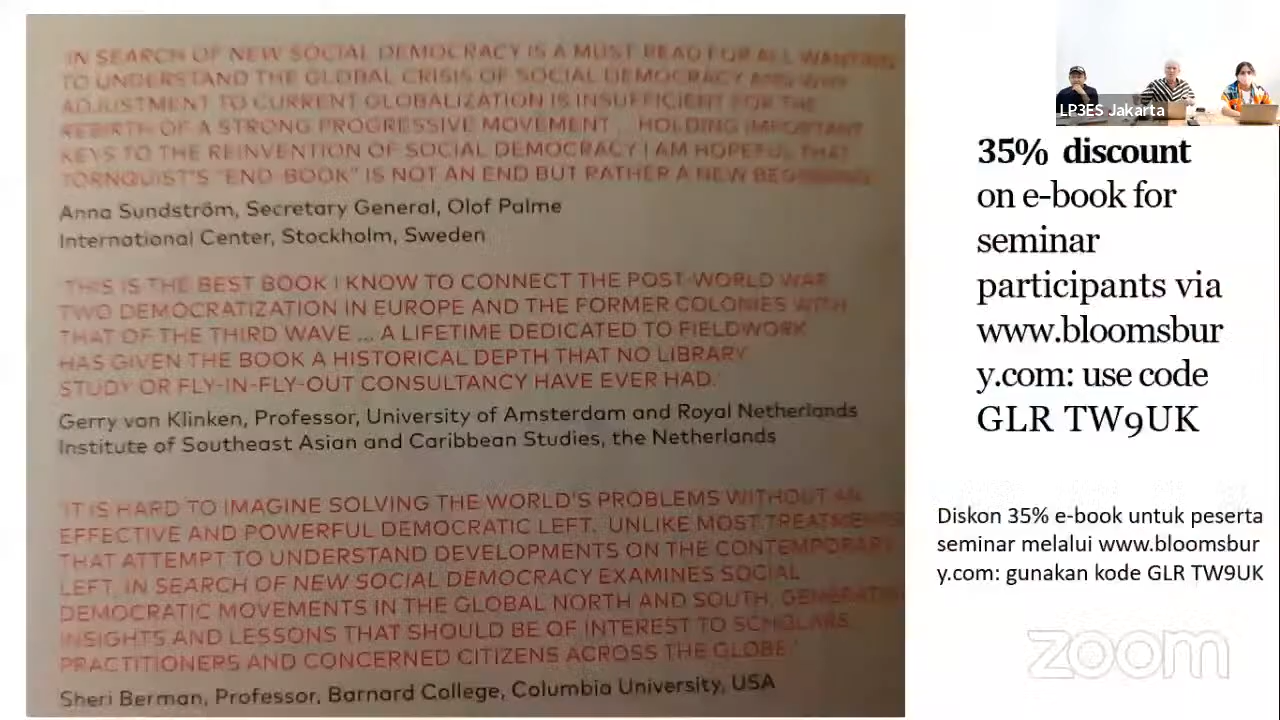 'IN SEARCH OF NEW SOCIAL DEMOCRACY IS A MUST READ FOR ALL WANTING
TO UNDERSTAND THE GLOBAL CRISIS OF SOCIAL DEMOCRACY AND WHY
ADJUSTMENT TO CURRENT GLOBALIZATION IS INSUFFICIENT FOR THE
REBIRTH OF A STRONG PROGRESSIVE MOVEMENT ... HOLDING IMPORTANT
KEYS TO THE REINVENTION OF SOCIAL DEMOCRACY I AM HOPEFUL THAT
TÖRNQUIST'S "END-BOOK" IS NOT AN END BUT RATHER A NEW BEGINNING.'
Anna Sundström, Secretary General, Olof Palme
International Center, Stockholm, Sweden
'THIS IS THE BEST BOOK I KNOW TO CONNECT THE POST-WORLD WAR
TWO DEMOCRATIZATION IN EUROPE AND THE FORMER COLONIES WITH
THAT OF THE THIRD WAVE ... A LIFETIME DEDICATED TO FIELDWORK
HAS GIVEN THE BOOK A HISTORICAL DEPTH THAT NO LIBRARY
STUDY OR FLY-IN-FLY-OUT CONSULTANCY HAVE EVER HAD.'
Gerry van Klinken, Professor, University of Amsterdam and Royal Netherlands
Institute of Southeast Asian and Caribbean Studies, the Netherlands
'IT IS HARD TO IMAGINE SOLVING THE WORLD'S PROBLEMS WITHOUT AN
EFFECTIVE AND POWERFUL DEMOCRATIC LEFT. UNLIKE MOST TREATMENTS
THAT ATTEMPT TO UNDERSTAND DEVELOPMENTS ON THE CONTEMPORARY
LEFT, IN SEARCH OF NEW SOCIAL DEMOCRACY EXAMINES SOCIAL
DEMOCRATIC MOVEMENTS IN THE GLOBAL NORTH AND SOUTH, GENERATING
INSIGHTS AND LESSONS THAT SHOULD BE OF INTEREST TO SCHOLARS,
PRACTITIONERS AND CONCERNED CITIZENS ACROSS THE GLOBE.'
Sheri Berman, Professor, Barnard College, Columbia University, USA
LP3ES Jakarta
35% discount
on e-book for
seminar
participants via
www.bloomsbur
y.com: use code
GLR TW9UK
Diskon 35% e-book untuk peserta
seminar melalui www.bloomsbur
y.com: gunakan kode GLR TW9UK
zoom